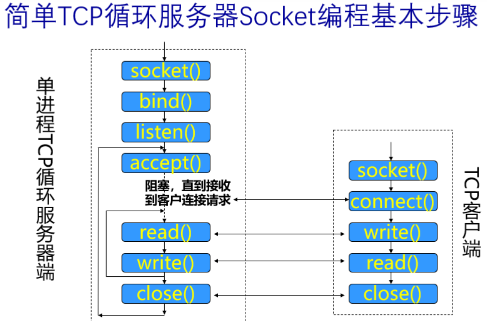 简单TCP循环服务器Socket编程基本步骤
单进程TCP循环服务器端
socket()
bind()
listen()
accept()
阻塞，直到接收
到客户连接请求
read()
write()
close()
socket()
connect()
write()
read()
close()
TCP客户端